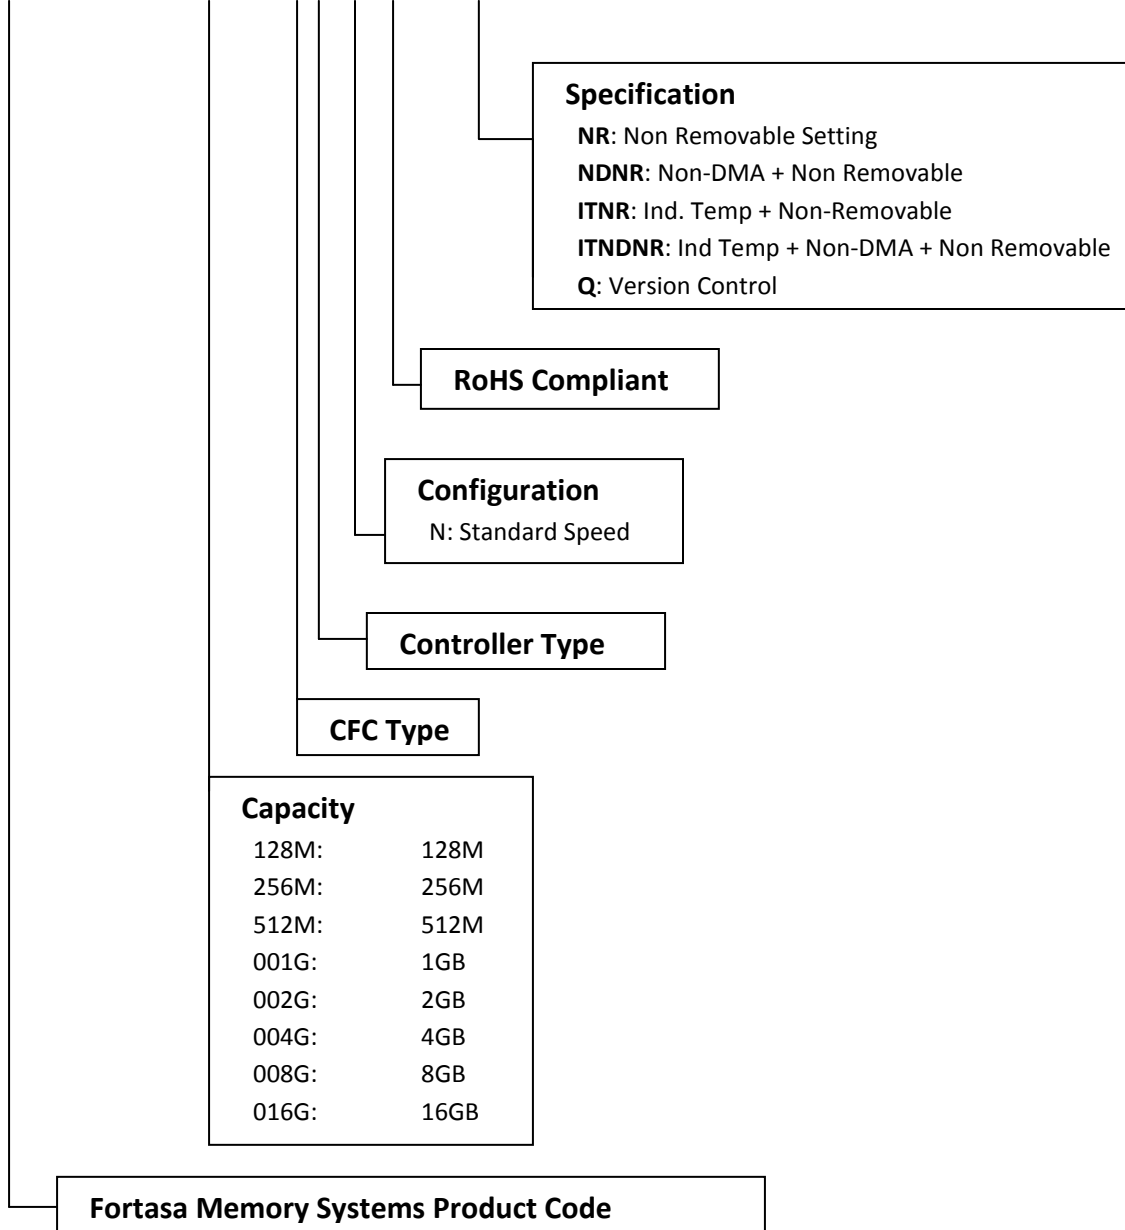 Specification
NR: Non Removable Setting
NDNR: Non-DMA + Non Removable
ITNR: Ind. Temp + Non-Removable
ITNDNR: Ind Temp + Non-DMA + Non Removable
Q: Version Control
RoHS Compliant
Configuration
N: Standard Speed
Controller Type
CFC Type
Capacity
128M: 128M
256M: 256M
512M: 512M
001G: 1GB
002G: 2GB
004G: 4GB
008G: 8GB
016G: 16GB
Fortasa Memory Systems Product Code